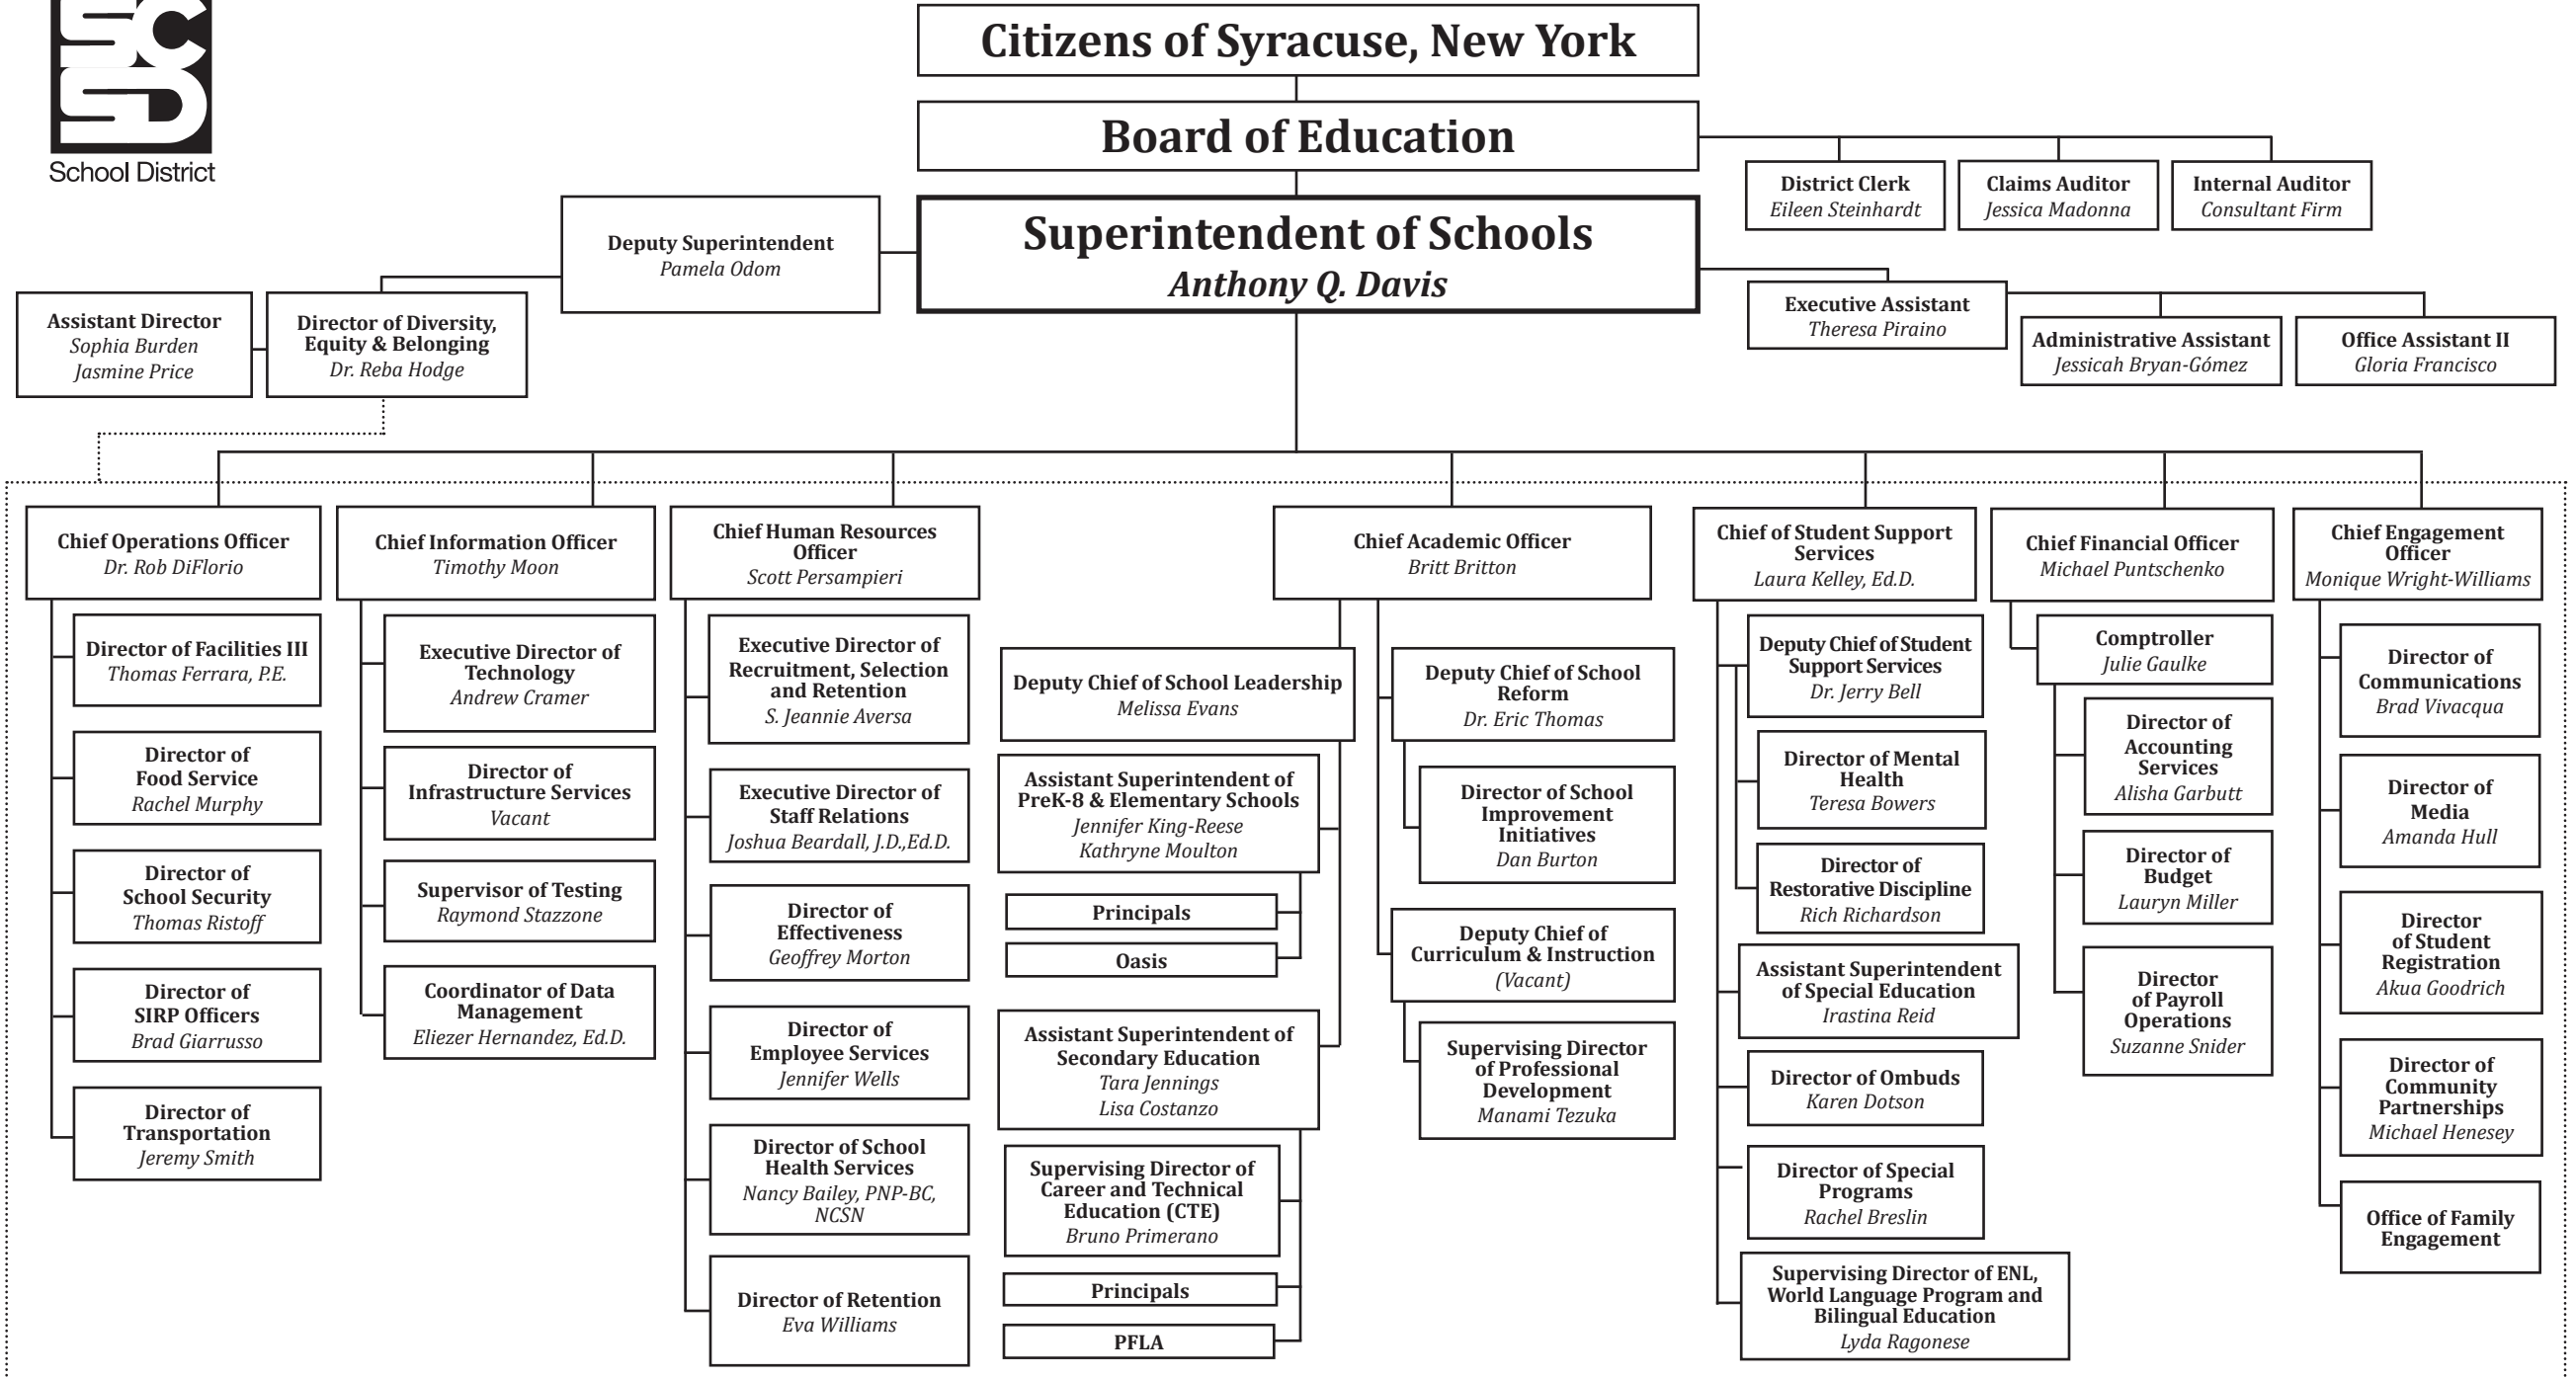 SC
SD
School District
Citizens of Syracuse, New York
Board of Education
District Clerk
Eileen Steinhardt
Claims Auditor
Jessica Madonna
Internal Auditor
Consultant Firm
Superintendent of Schools
Anthony Q. Davis
Deputy Superintendent
Pamela Odom
Assistant Director
Sophia Burden
Jasmine Price
Director of Diversity,
Equity & Belonging
Dr. Reba Hodge
Executive Assistant
Theresa Piraino
Administrative Assistant
Jessicah Bryan-Gómez
Office Assistant II
Gloria Francisco
Chief Operations Officer
Dr. Rob DiFlorio
Director of Facilities III
Thomas Ferrara, P.E.
Director of
Food Service
Rachel Murphy
Director of
School Security
Thomas Ristoff
Director of
SIRP Officers
Brad Giarrusso
Director of
Transportation
Jeremy Smith
Chief Information Officer
Timothy Moon
Executive Director of
Technology
Andrew Cramer
Director of
Infrastructure Services
Vacant
Supervisor of Testing
Raymond Stazzone
Coordinator of Data
Management
Eliezer Hernandez, Ed.D.
Chief Human Resources
Officer
Scott Persampieri
Executive Director of
Recruitment, Selection
and Retention
S. Jeannie Aversa
Executive Director of
Staff Relations
Joshua Beardall, J.D.,Ed.D.
Director of
Effectiveness
Geoffrey Morton
Director of
Employee Services
Jennifer Wells
Director of School
Health Services
Nancy Bailey, PNP-BC,
NCSN
Director of Retention
Eva Williams
Chief Academic Officer
Britt Britton
Deputy Chief of School Leadership
Melissa Evans
Assistant Superintendent of
PreK-8 & Elementary Schools
Jennifer King-Reese
Kathryne Moulton
Principals
Oasis
Assistant Superintendent of
Secondary Education
Tara Jennings
Lisa Costanzo
Supervising Director of
Career and Technical
Education (CTE)
Bruno Primerano
Principals
PFLA
Deputy Chief of School
Reform
Dr. Eric Thomas
Director of School
Improvement
Initiatives
Dan Burton
Deputy Chief of
Curriculum & Instruction
(Vacant)
Supervising Director
of Professional
Development
Manami Tezuka
Chief of Student Support
Services
Laura Kelley, Ed.D.
Deputy Chief of Student
Support Services
Dr. Jerry Bell
Director of Mental
Health
Teresa Bowers
Director of
Restorative Discipline
Rich Richardson
Assistant Superintendent
of Special Education
Irastina Reid
Director of Ombuds
Karen Dotson
Director of Special
Programs
Rachel Breslin
Supervising Director of ENL,
World Language Program and
Bilingual Education
Lyda Ragonese
Chief Financial Officer
Michael Puntschenko
Comptroller
Julie Gaulke
Director of
Accounting
Services
Alisha Garbutt
Director of
Budget
Lauryn Miller
Director
of Payroll
Operations
Suzanne Snider
Chief Engagement
Officer
Monique Wright-Williams
Director of
Communications
Brad Vivacqua
Director of
Media
Amanda Hull
Director
of Student
Registration
Akua Goodrich
Director of
Community
Partnerships
Michael Henesey
Office of Family
Engagement